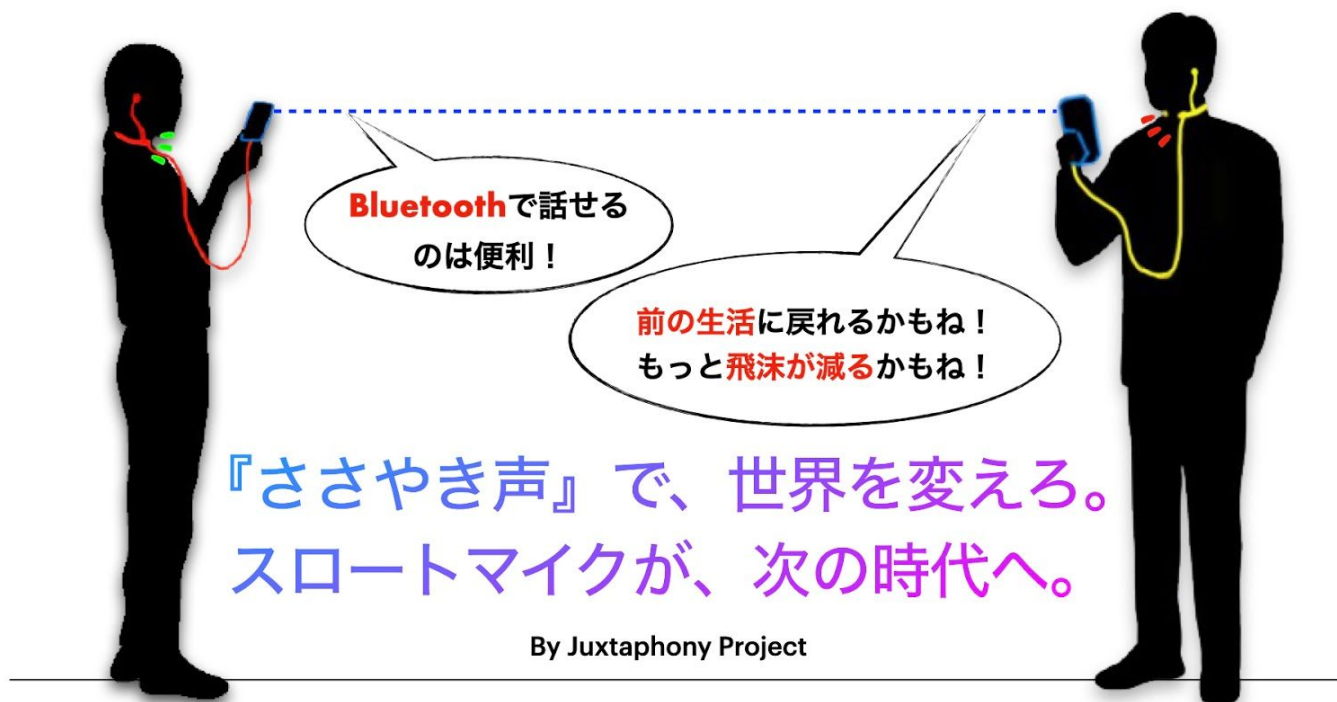 Bluetoothで話せる
のは便利！
前の生活に戻れるかもね！
もっと飛沫が減るかもね！
『ささやき声』で、世界を変えろ。
スロートマイクが、次の時代へ。
By Juxtaphony Project